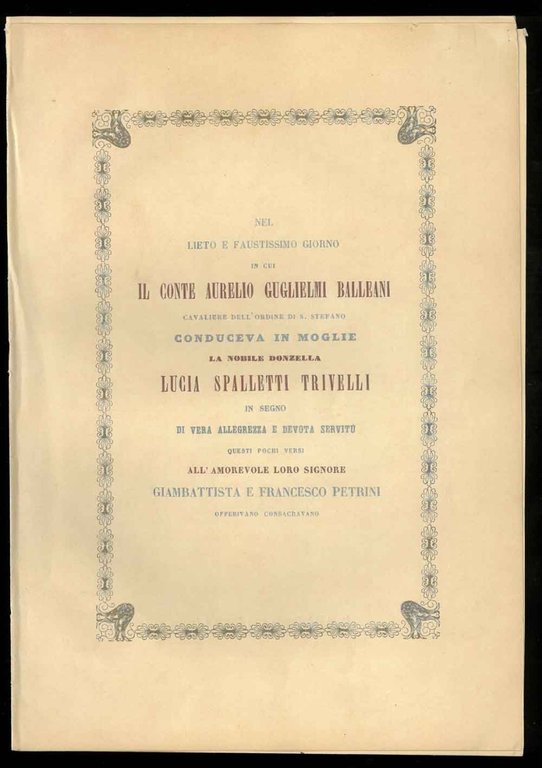 NEL
LIETO E FAUSTISSIMO GIORNO
IN CUI
IL CONTE AURELIO GUGLIELMI BALLEANI
CAVALIERE DELL'ORDINE DI S. STEFANO
CONDUCEVA IN MOGLIE
LA NOBILE DONZELLA
LUCIA SPALLETTI TRIVELLI
IN SEGNO
DI VERA ALLEGREZZA E DEVOTA SERVITÙ
QUESTI POCHI VERSI
ALL'AMOREVOLE LORO SIGNORE
GIAMBATTISTA E FRANCESCO PETRINI
OFFERIVANO CONSACRAVANO